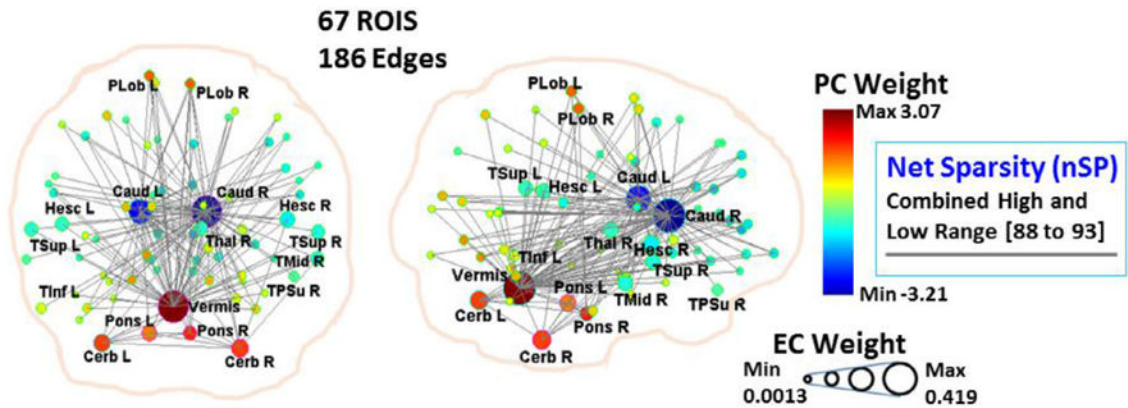 67 ROIS
186 Edges
PLob L
PLob R
Caud L
Caud R
Hesc L
Hesc R
TSup L
Thal R
TSup R
TMid R
TInf L
TPSu R
Vermis
Pons L
Pons R
Cerb L
Cerb R
PLob L
PLob R
TSup L
Hesc L
Caud L
Caud R
Thal R
Hesc R
TInf L
TSup R
Vermis
Pons L
TMid R
TPSu R
Cerb L
Pons R
Cerb R
PC Weight
Max 3.07
Min -3.21
Net Sparsity (nSP)
Combined High and
Low Range [88 to 93]
EC Weight
Min
0.0013
Max
0.419